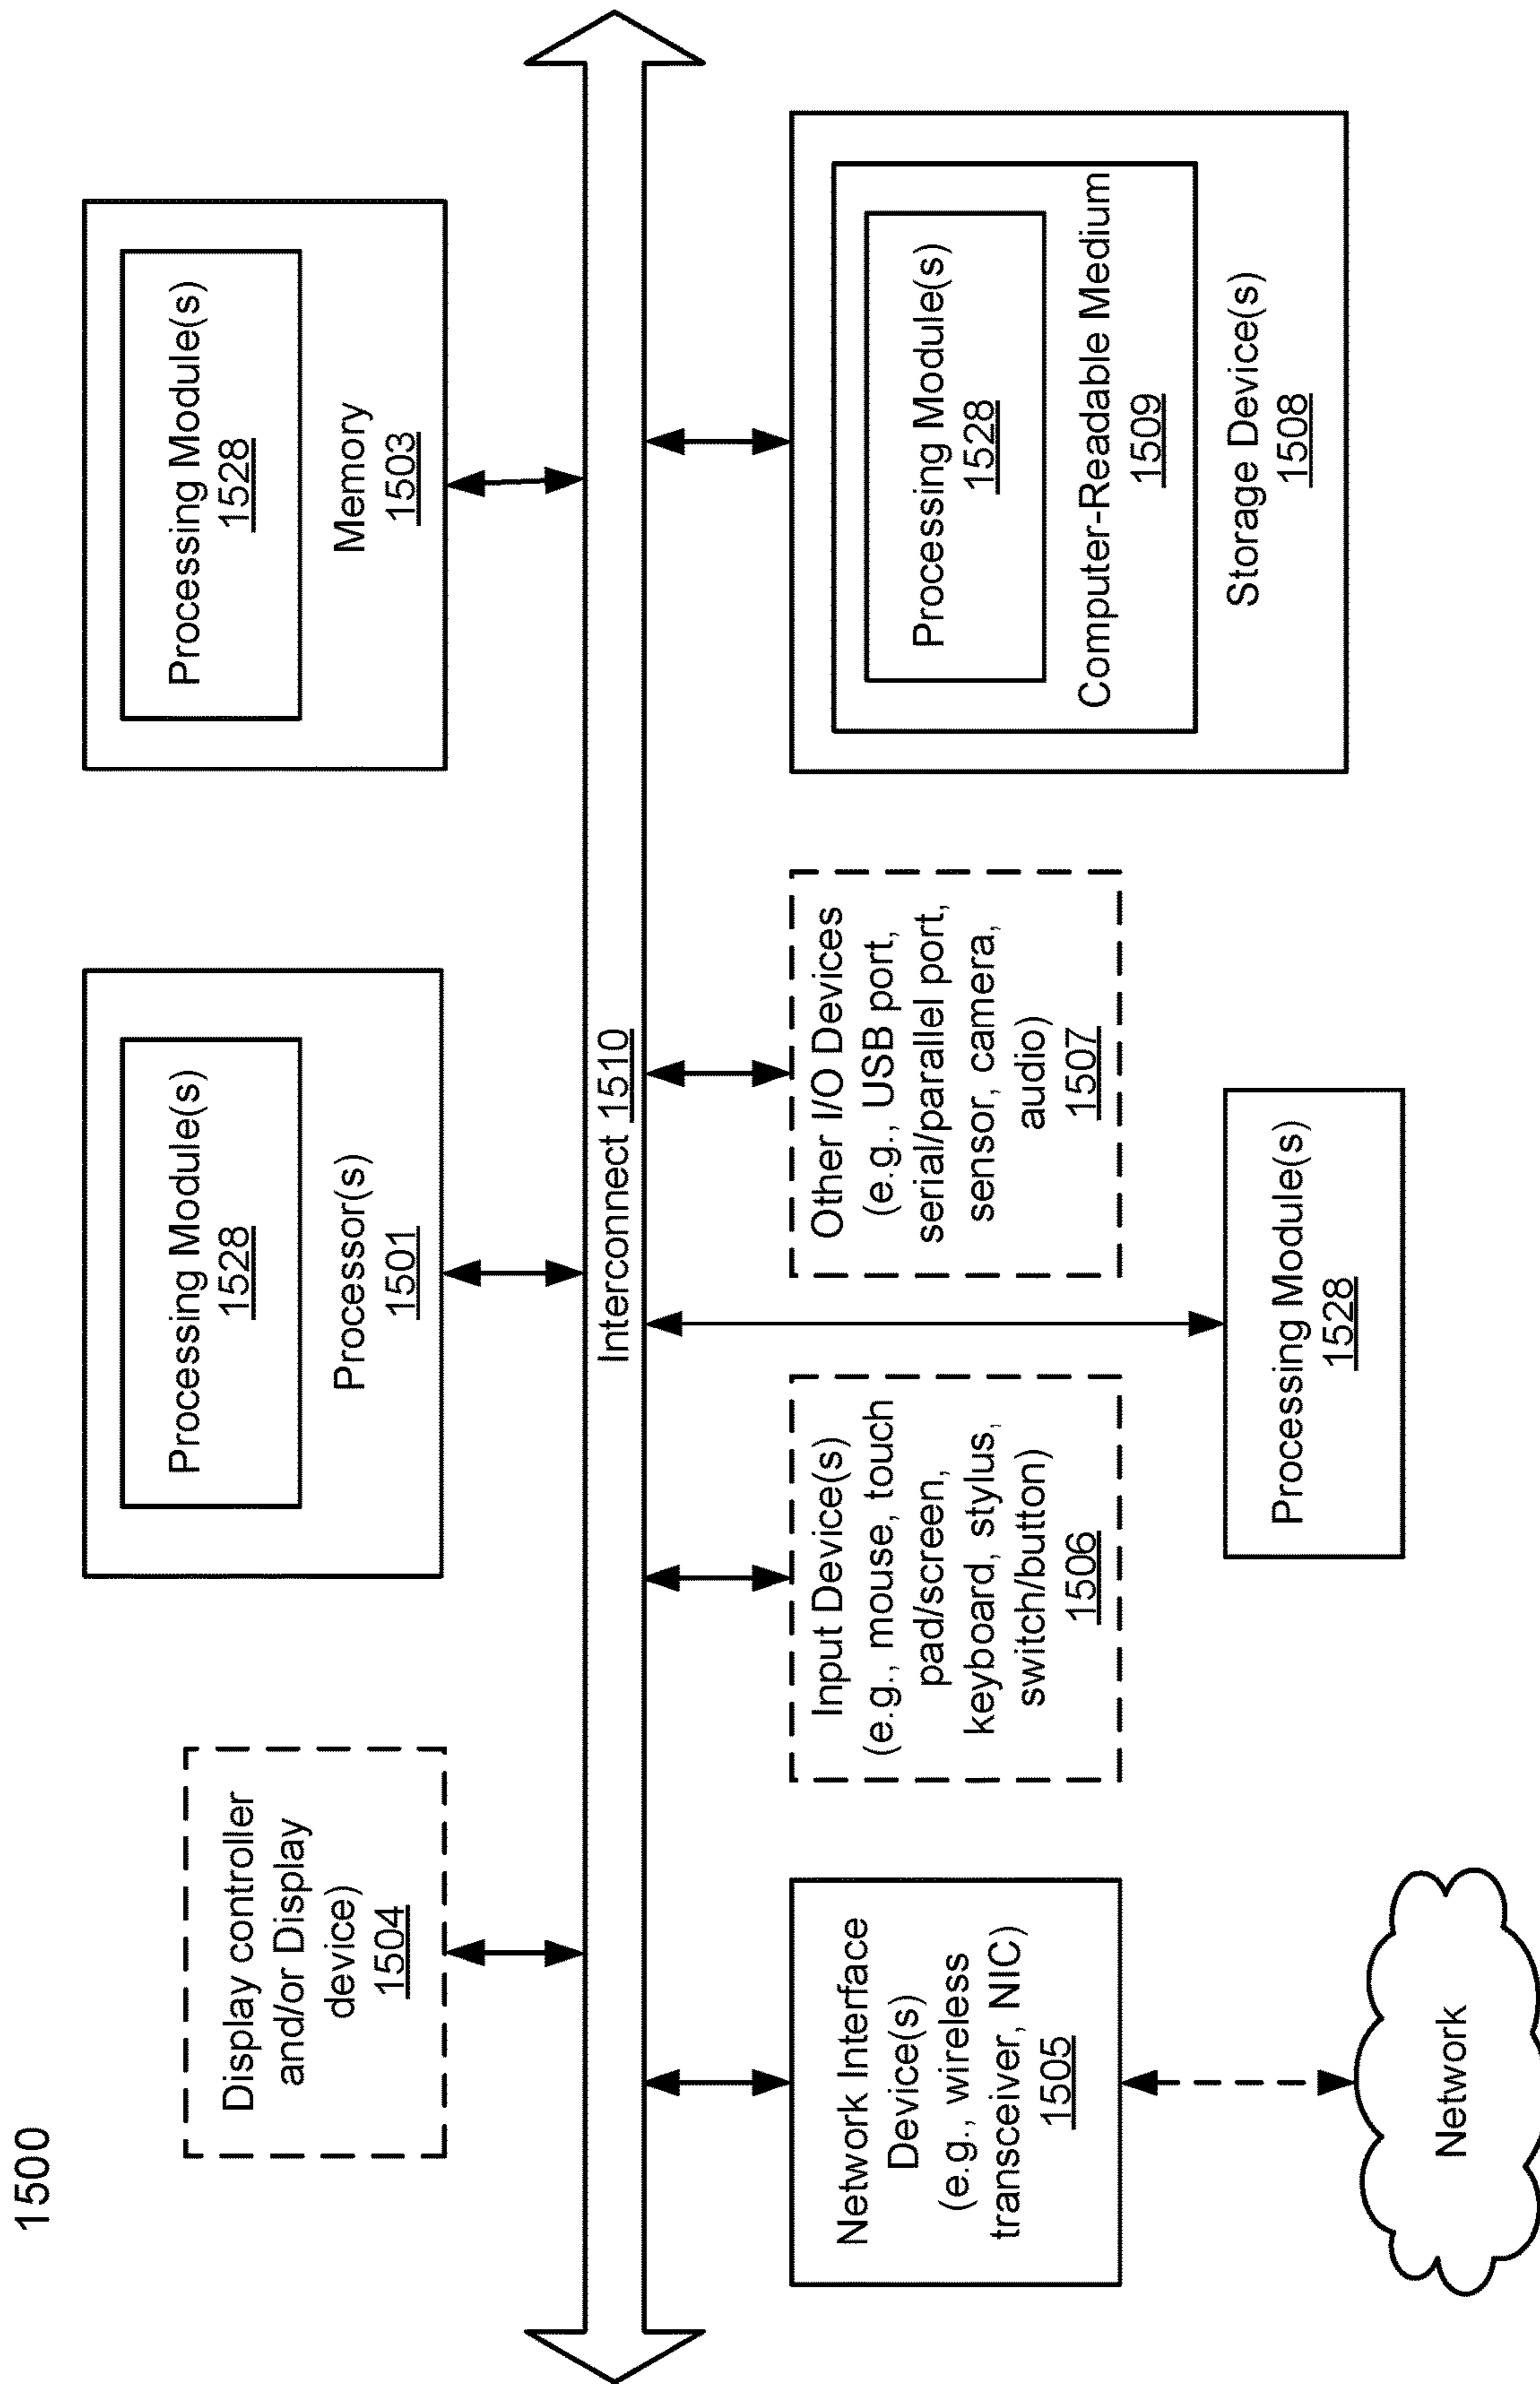 1500
Display controller
and/or Display
device)
1504
Processing Module(s)
1528
Processor(s)
1501
Processing Module(s)
1528
Memory
1503
Interconnect 1510
Network Interface
Device(s)
(e.g., wireless
transceiver, NIC)
1505
Input Device(s)
(e.g., mouse, touch
pad/screen,
keyboard, stylus,
switch/button)
1506
Other I/O Devices
(e.g., USB port,
serial/parallel port,
sensor, camera,
audio)
1507
Processing Module(s)
1528
Computer-Readable Medium
1509
Storage Device(s)
1508
Processing Module(s)
1528
Network